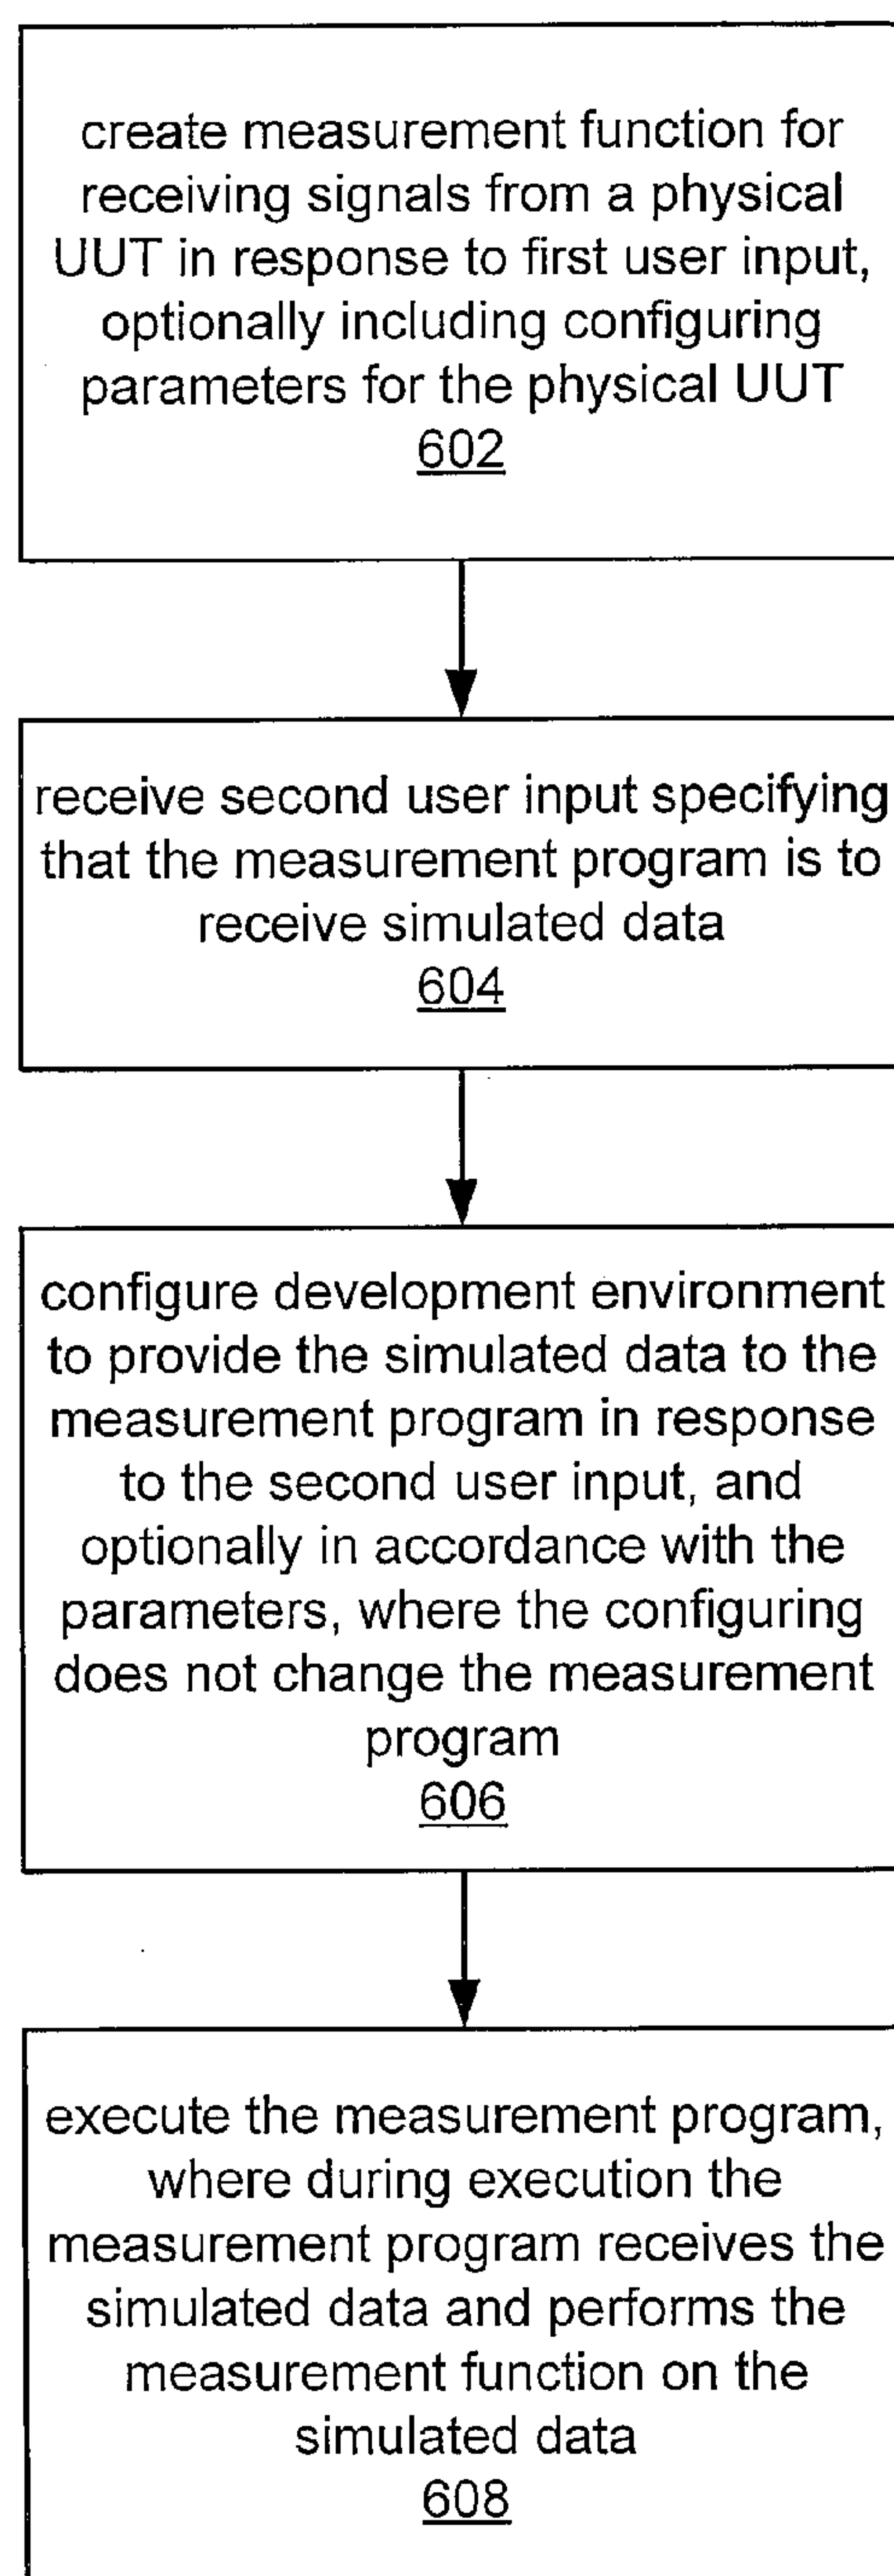 create measurement function for
receiving signals from a physical
UUT in response to first user input,
optionally including configuring
parameters for the physical UUT
602
receive second user input specifying
that the measurement program is to
receive simulated data
604
configure development environment
to provide the simulated data to the
measurement program in response
to the second user input, and
optionally in accordance with the
parameters, where the configuring
does not change the measurement
program
606
execute the measurement program,
where during execution the
measurement program receives the
simulated data and performs the
measurement function on the
simulated data
608